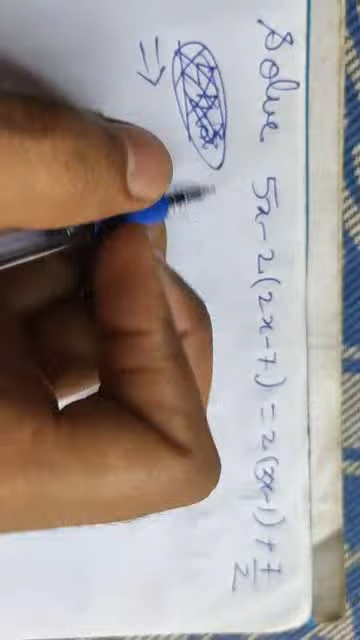 Solve 5x - 2(2x - 7) = 2(3x - 1) + 7/2
⇒